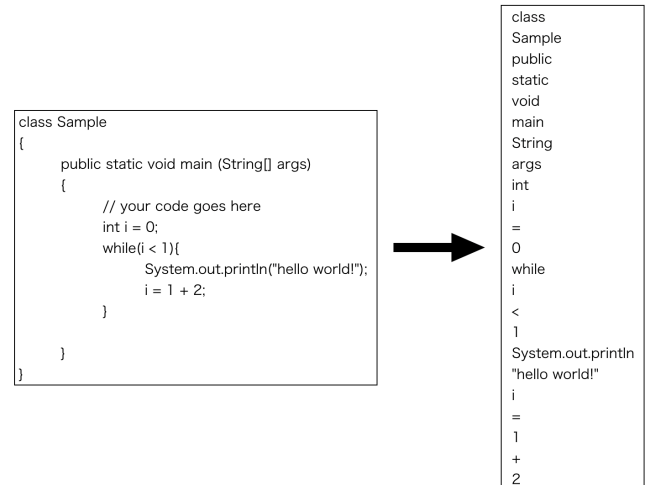 class Sample
{
public static void main (String[] args)
{
// your code goes here
int i = 0;
while(i < 1){
System.out.println("hello world!");
i = 1 + 2;
}
}
}
class
Sample
public
static
void
main
String
args
int
i
=
0
while
i
<
1
System.out.println
"hello world!"
i
=
1
+
2